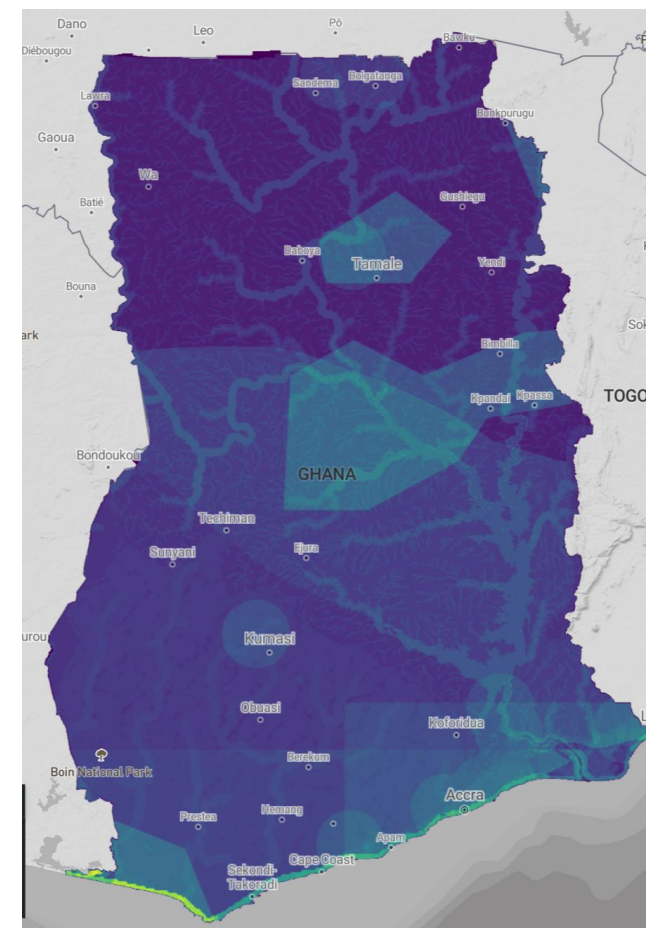 Dano
Pô
Leo
Bawku
Diébougou
Bolgatanga
Sandema
Lawra
Bunkpurugu
Gaoua
Wa
Batié
Gushiegu
Daboya
Tamale
Yendi
Bouna
ark
Bimbilla
TOGO
Kpandai
Kpassa
Bondoukou
GHANA
Techiman
Sunyani
Ejura
Kumasi
Obuasi
Koforidua
Berekum
Boin National Park
Accra
Prestea
Hemang
Apam
Cape Coast
Sekondi-
Takoradi